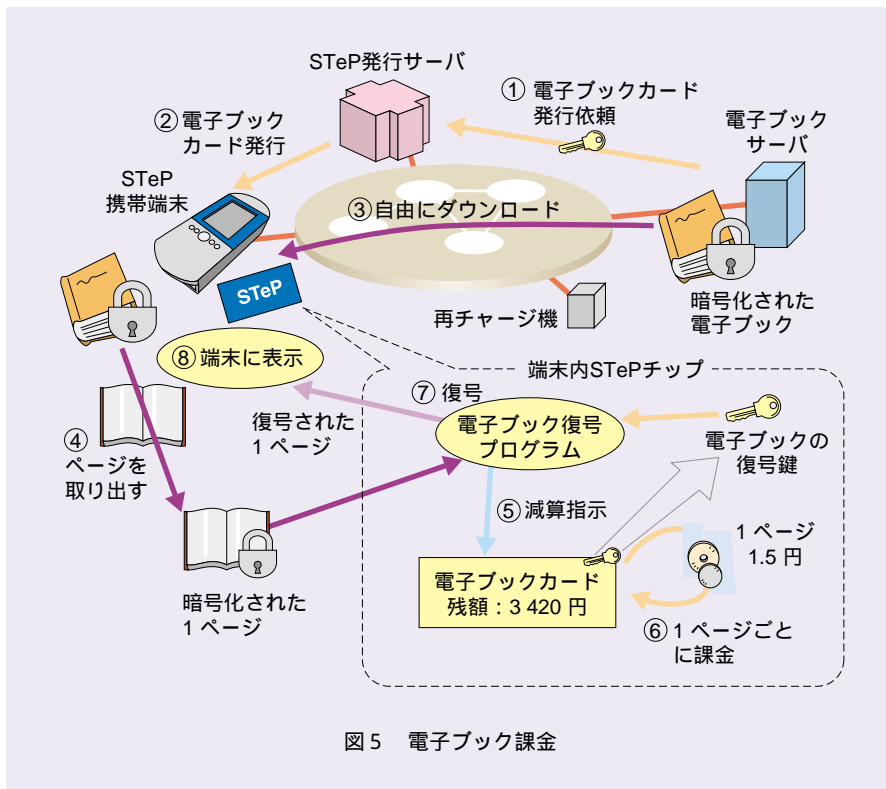 STeP発行サーバ
① 電子ブックカード
発行依頼
② 電子ブック
カード発行
電子ブック
サーバ
STeP
携帯端末
③ 自由にダウンロード
STeP
再チャージ機
暗号化された
電子ブック
⑧ 端末に表示
端末内STePチップ
⑦ 復号
復号された
1 ページ
電子ブック復号
プログラム
電子ブックの
復号鍵
④
ページを
取り出す
⑤ 減算指示
1 ページ
1.5 円
電子ブックカード
残額：3 420 円
暗号化された
1 ページ
⑥ 1 ページごと
に課金
図 5 電子ブック課金